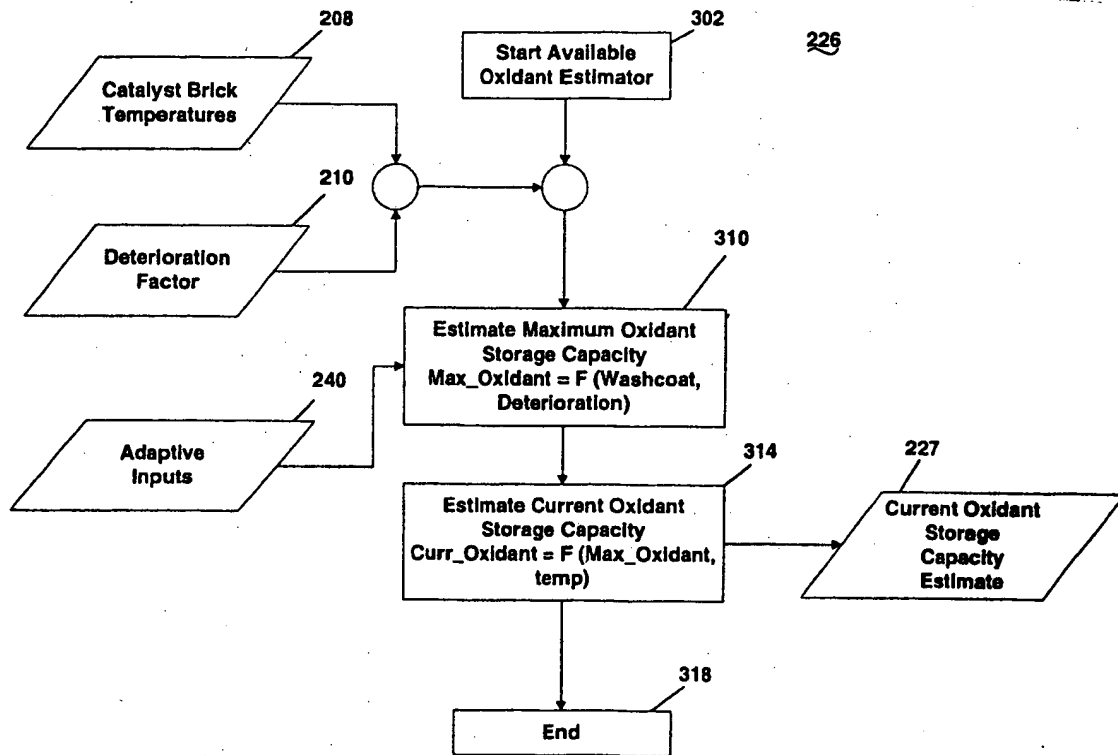 208
302
226
Catalyst Brick
Temperatures
Start Available
Oxidant Estimator
210
Deterioration
Factor
310
Estimate Maximum Oxidant
Storage Capacity
Max_Oxidant = F (Washcoat,
Deterioration)
240
Adaptive
Inputs
314
Estimate Current Oxidant
Storage Capacity
Curr_Oxidant = F (Max_Oxidant,
temp)
227
Current Oxidant
Storage
Capacity
Estimate
318
End